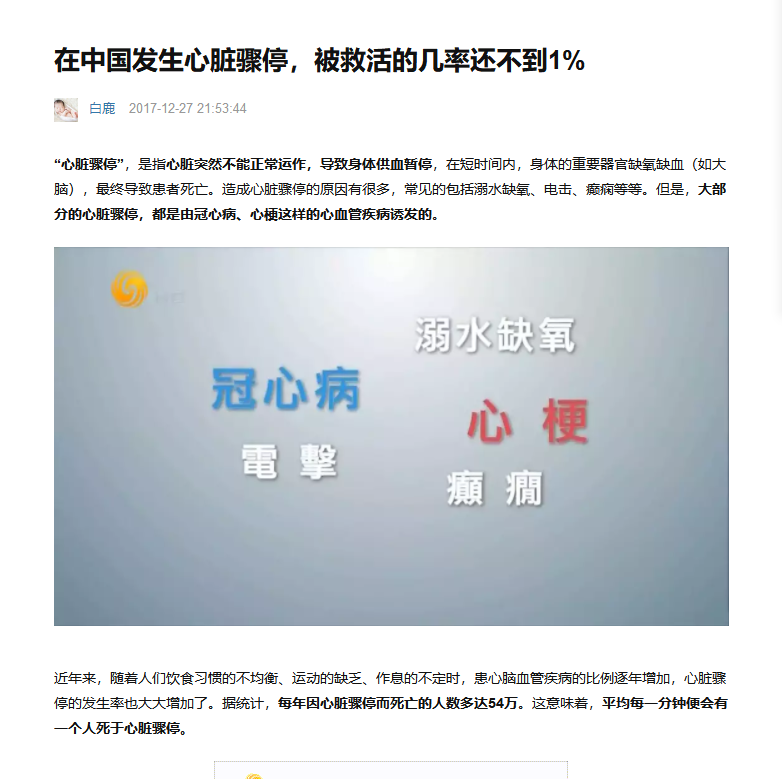 在中国发生心脏骤停，被救活的几率还不到1%
白鹿 2017-12-27 21:53:44
“心脏骤停”，是指心脏突然不能正常运作，导致身体供血暂停，在短时间内，身体的重要器官缺氧缺血（如大
脑），最终导致患者死亡。造成心脏骤停的原因有很多，常见的包括溺水缺氧、电击、癫痫等等。但是，大部
分的心脏骤停，都是由冠心病、心梗这样的心血管疾病诱发的。
溺水缺氧
冠心病
心 梗
電 擊
癲 癇
近年来，随着人们饮食习惯的不均衡、运动的缺乏、作息的不定时，患心脑血管疾病的比例逐年增加，心脏骤
停的发生率也大大增加了。据统计，每年因心脏骤停而死亡的人数多达54万。这意味着，平均每一分钟便会有
一个人死于心脏骤停。